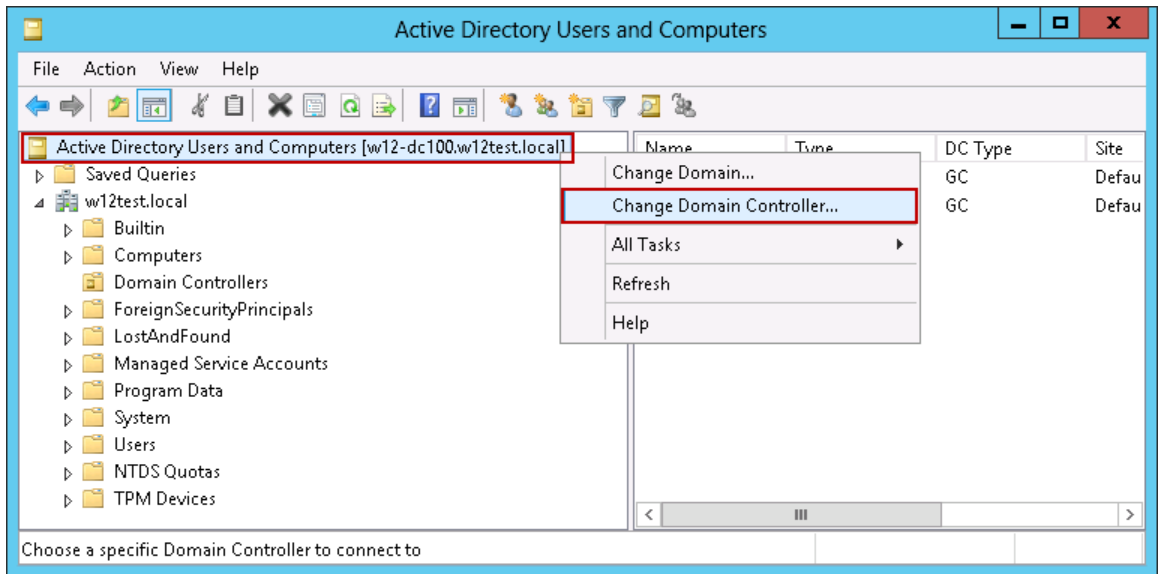 Active Directory Users and Computers
x
File Action View Help
Active Directory Users and Computers [w12-dc100.w12test.local]
Name Type DC Type Site
Saved Queries
Change Domain...
GC Defau
w12test.local
Change Domain Controller...
GC Defau
Builtin
Computers
All Tasks
Domain Controllers
Refresh
ForeignSecurityPrincipals
Help
LostAndFound
Managed Service Accounts
Program Data
System
Users
NTDS Quotas
TPM Devices
Choose a specific Domain Controller to connect to